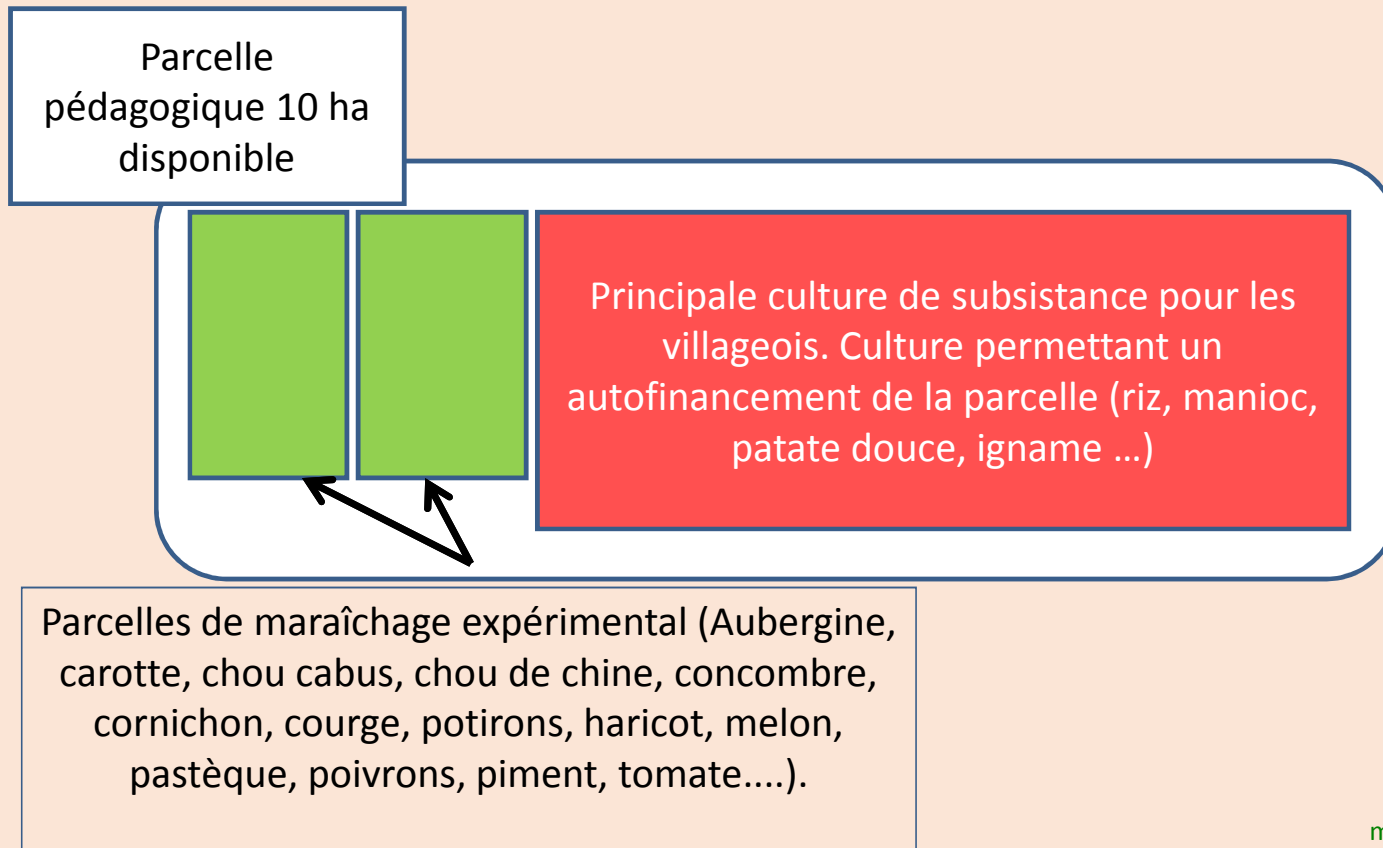 Parcelle
pédagogique 10 ha
disponible
Principale culture de subsistance pour les
villageois. Culture permettant un
autofinancement de la parcelle (riz, manioc,
patate douce, igname …)
Parcelles de maraîchage expérimental (Aubergine,
carotte, chou cabus, chou de chine, concombre,
cornichon, courge, potirons, haricot, melon,
pastèque, poivrons, piment, tomate....).